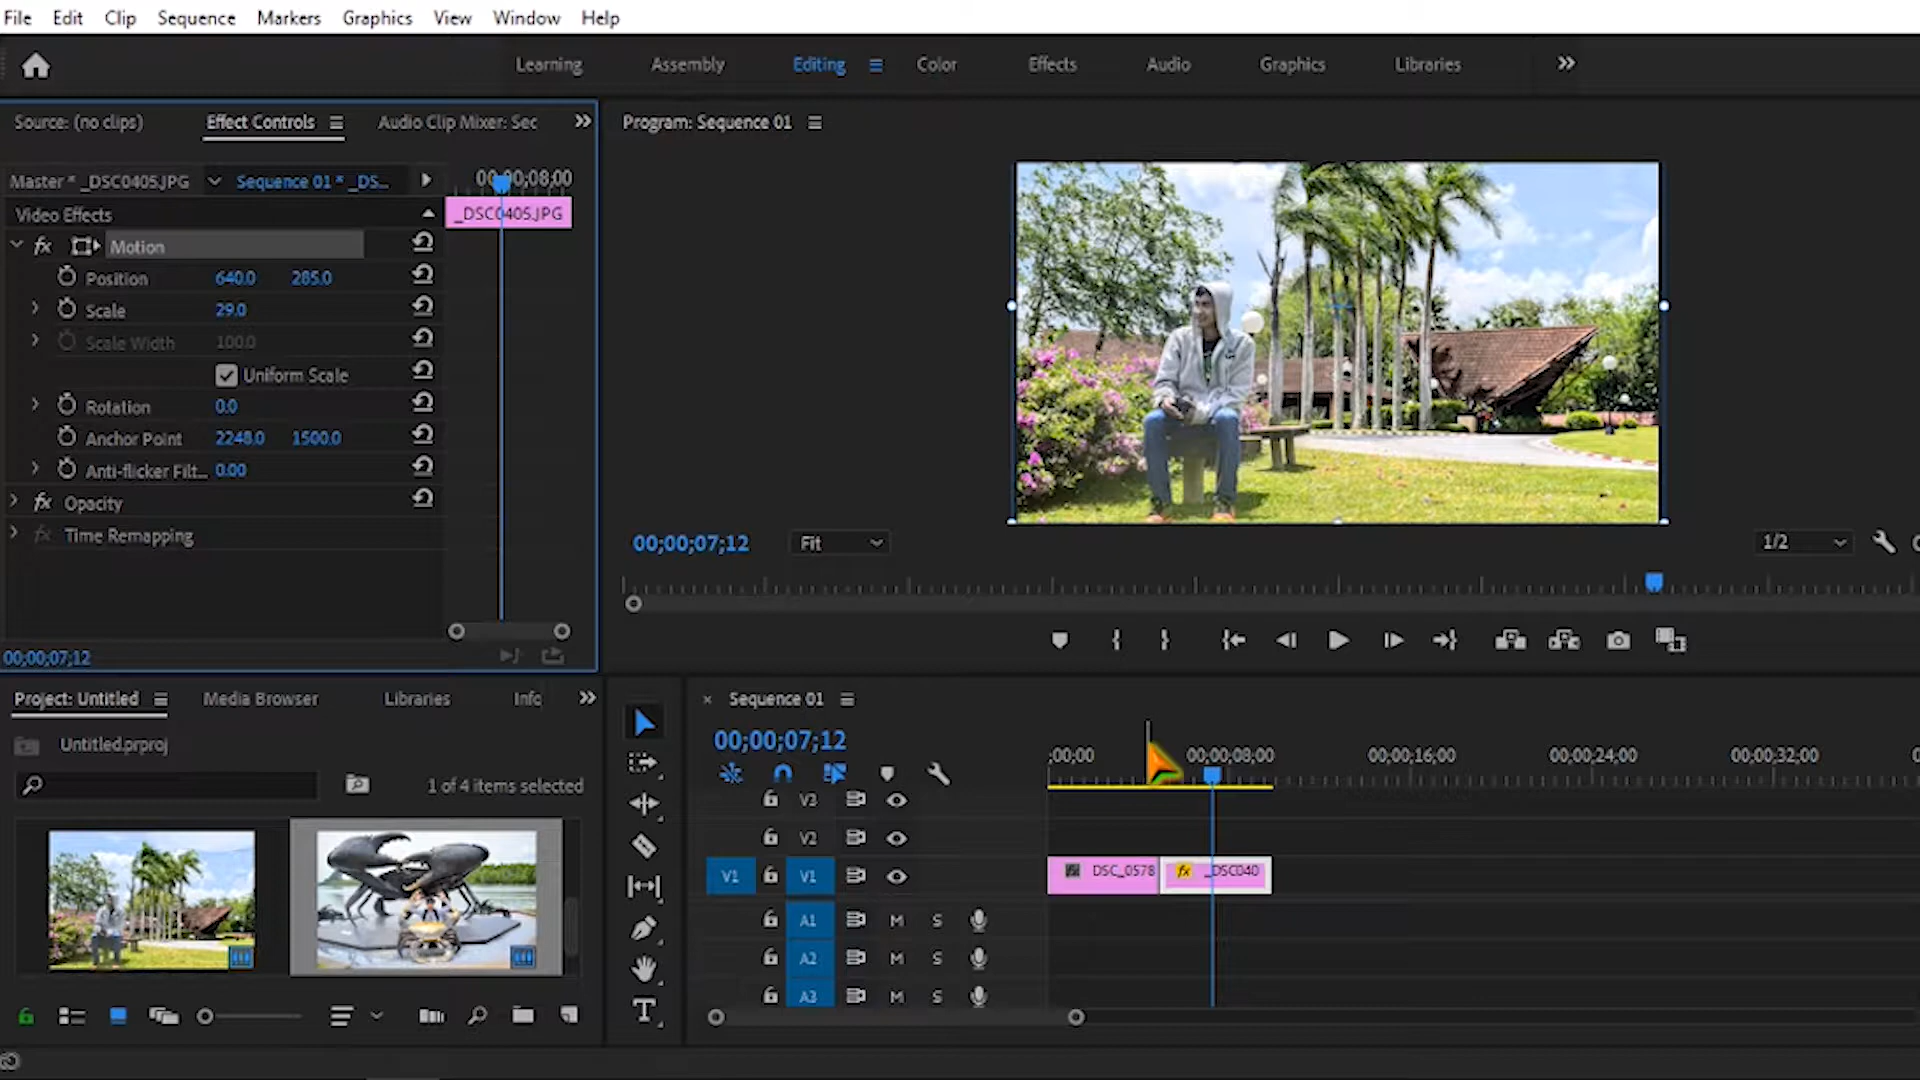 File Edit Clip Sequence Markers Graphics View Window Help
Learning Assembly Editing Color Effects Audio Graphics Libraries
Source: (no clips) Effect Controls Audio Clip Mixer: Sec
Program: Sequence 01
Master * _DSC0405.JPG Sequence 01 * _DS...
00;00;08;00
Video Effects
_DSC0405.JPG
fx Motion
Position 640.0 285.0
Scale 29.0
Scale Width 100.0
Uniform Scale
Rotation 0.0
Anchor Point 2248.0 1500.0
Anti-flicker Filt... 0.00
fx Opacity
fx Time Remapping
00;00;07;12 Fit 1/2
00;00;07;12
Project: Untitled Media Browser Libraries Info
Untitled.prproj
1 of 4 items selected
Sequence 01
00;00;07;12
;00;00 00;00;08;00 00;00;16;00 00;00;24;00 00;00;32;00
V3
V2
V1 V1
fx DSC_0578 fx _DSC040
A1 M S
A2 M S
A3 M S
T